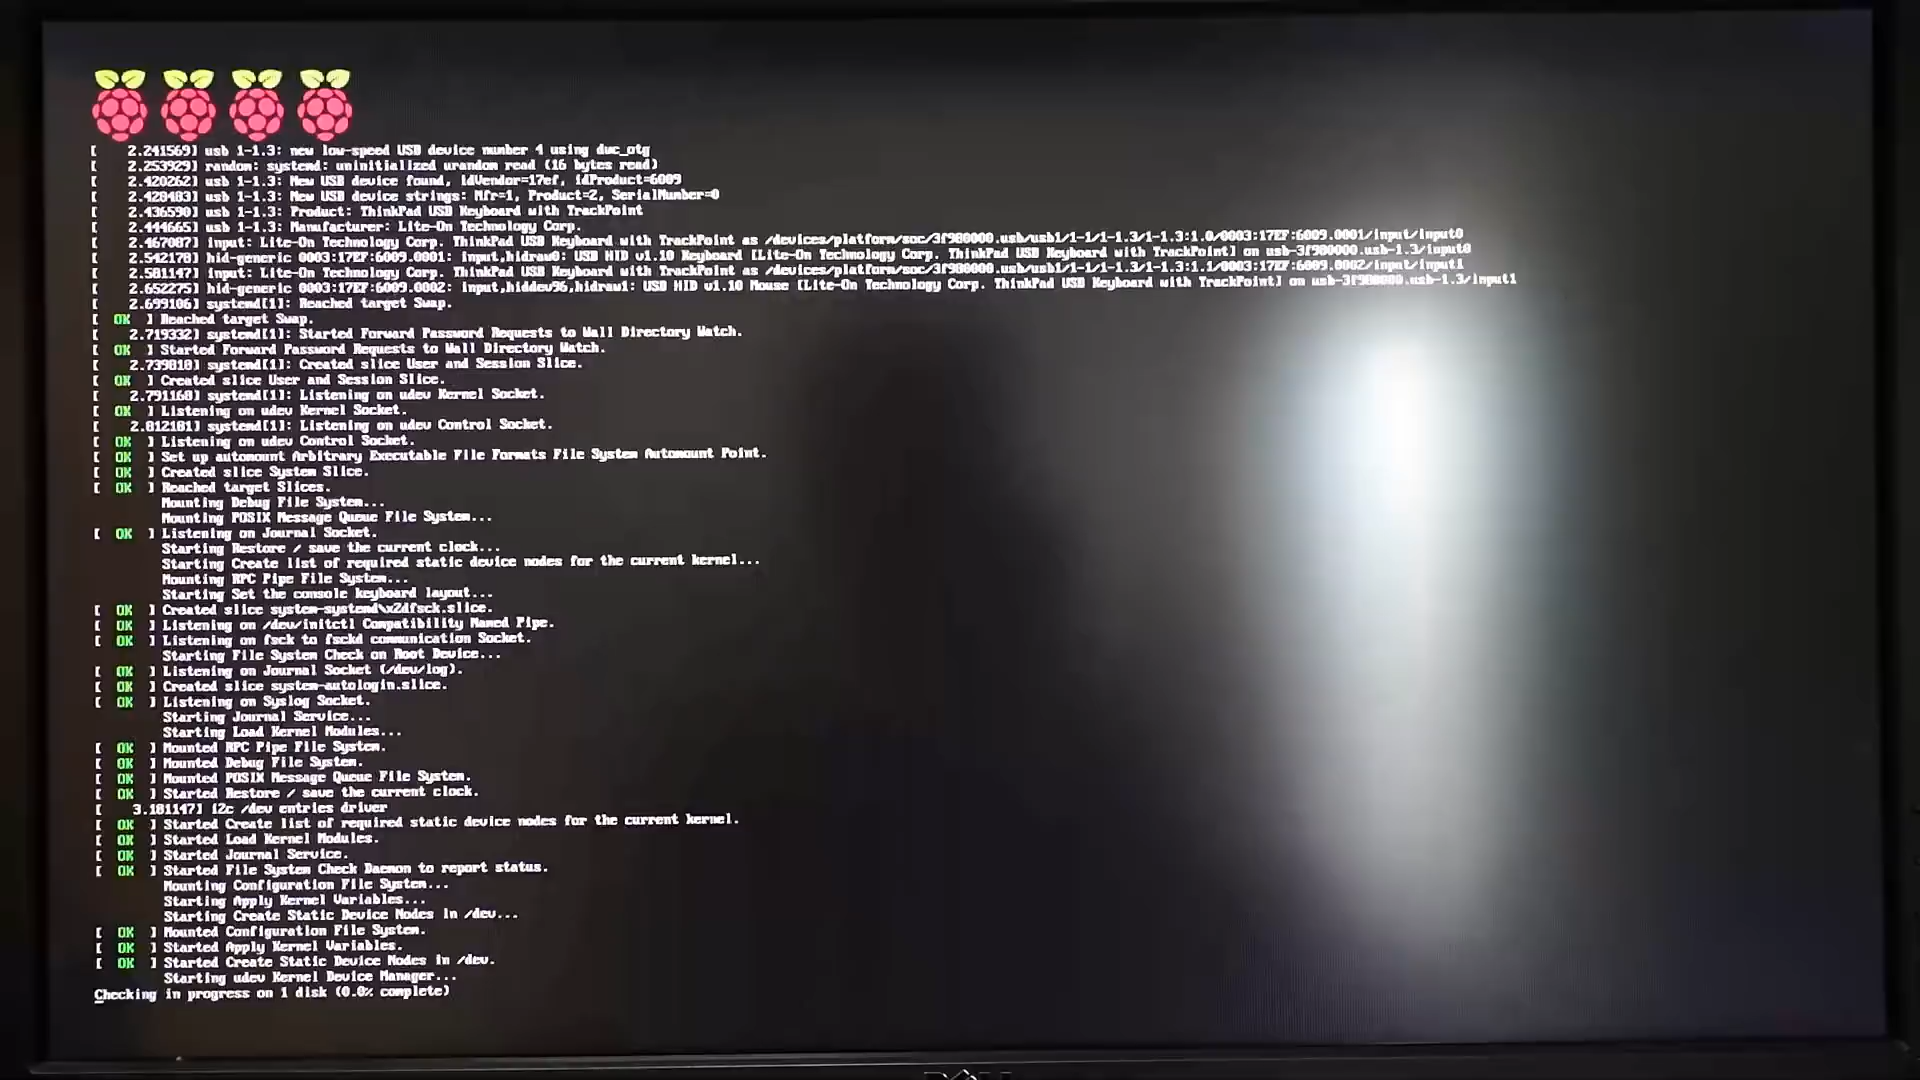 [    2.241569] usb 1-1.3: new low-speed USB device number 4 using dwc_otg
[    2.253929] random: systemd: uninitialized urandom read (16 bytes read)
[    2.420262] usb 1-1.3: New USB device found, idVendor=17ef, idProduct=6009
[    2.428483] usb 1-1.3: New USB device strings: Mfr=1, Product=2, SerialNumber=0
[    2.436590] usb 1-1.3: Product: ThinkPad USB Keyboard with TrackPoint
[    2.444665] usb 1-1.3: Manufacturer: Lite-On Technology Corp.
[    2.467087] input: Lite-On Technology Corp. ThinkPad USB Keyboard with TrackPoint as /devices/platform/soc/3f980000.usb/usb1/1-1/1-1.3/1-1.3:1.0/0003:17EF:6009.0001/input/input0
[    2.542178] hid-generic 0003:17EF:6009.0001: input,hidraw0: USB HID v1.10 Keyboard [Lite-On Technology Corp. ThinkPad USB Keyboard with TrackPoint] on usb-3f980000.usb-1.3/input0
[    2.581147] input: Lite-On Technology Corp. ThinkPad USB Keyboard with TrackPoint as /devices/platform/soc/3f980000.usb/usb1/1-1/1-1.3/1-1.3:1.1/0003:17EF:6009.0002/input/input1
[    2.652275] hid-generic 0003:17EF:6009.0002: input,hiddev96,hidraw1: USB HID v1.10 Mouse [Lite-On Technology Corp. ThinkPad USB Keyboard with TrackPoint] on usb-3f980000.usb-1.3/input1
[    2.699106] systemd[1]: Reached target Swap.
[  OK  ] Reached target Swap.
[    2.719332] systemd[1]: Started Forward Password Requests to Wall Directory Watch.
[  OK  ] Started Forward Password Requests to Wall Directory Watch.
[    2.739818] systemd[1]: Created slice User and Session Slice.
[  OK  ] Created slice User and Session Slice.
[    2.791168] systemd[1]: Listening on udev Kernel Socket.
[  OK  ] Listening on udev Kernel Socket.
[    2.812181] systemd[1]: Listening on udev Control Socket.
[  OK  ] Listening on udev Control Socket.
[  OK  ] Set up automount Arbitrary Executable File Formats File System Automount Point.
[  OK  ] Created slice System Slice.
[  OK  ] Reached target Slices.
Mounting Debug File System...
Mounting POSIX Message Queue File System...
[  OK  ] Listening on Journal Socket.
Starting Restore / save the current clock...
Starting Create list of required static device nodes for the current kernel...
Mounting RPC Pipe File System...
Starting Set the console keyboard layout...
[  OK  ] Created slice system-systemd\x2dfsck.slice.
[  OK  ] Listening on /dev/initctl Compatibility Named Pipe.
[  OK  ] Listening on fsck to fsckd communication Socket.
Starting File System Check on Root Device...
[  OK  ] Listening on Journal Socket (/dev/log).
[  OK  ] Created slice system-autologin.slice.
[  OK  ] Listening on Syslog Socket.
Starting Journal Service...
Starting Load Kernel Modules...
[  OK  ] Mounted RPC Pipe File System.
[  OK  ] Mounted Debug File System.
[  OK  ] Mounted POSIX Message Queue File System.
[  OK  ] Started Restore / save the current clock.
[    3.181147] i2c /dev entries driver
[  OK  ] Started Create list of required static device nodes for the current kernel.
[  OK  ] Started Load Kernel Modules.
[  OK  ] Started Journal Service.
[  OK  ] Started File System Check Daemon to report status.
Mounting Configuration File System...
Starting Apply Kernel Variables...
Starting Create Static Device Nodes in /dev...
[  OK  ] Mounted Configuration File System.
[  OK  ] Started Apply Kernel Variables.
[  OK  ] Started Create Static Device Nodes in /dev.
Starting udev Kernel Device Manager...
Checking in progress on 1 disk (0.0% complete)